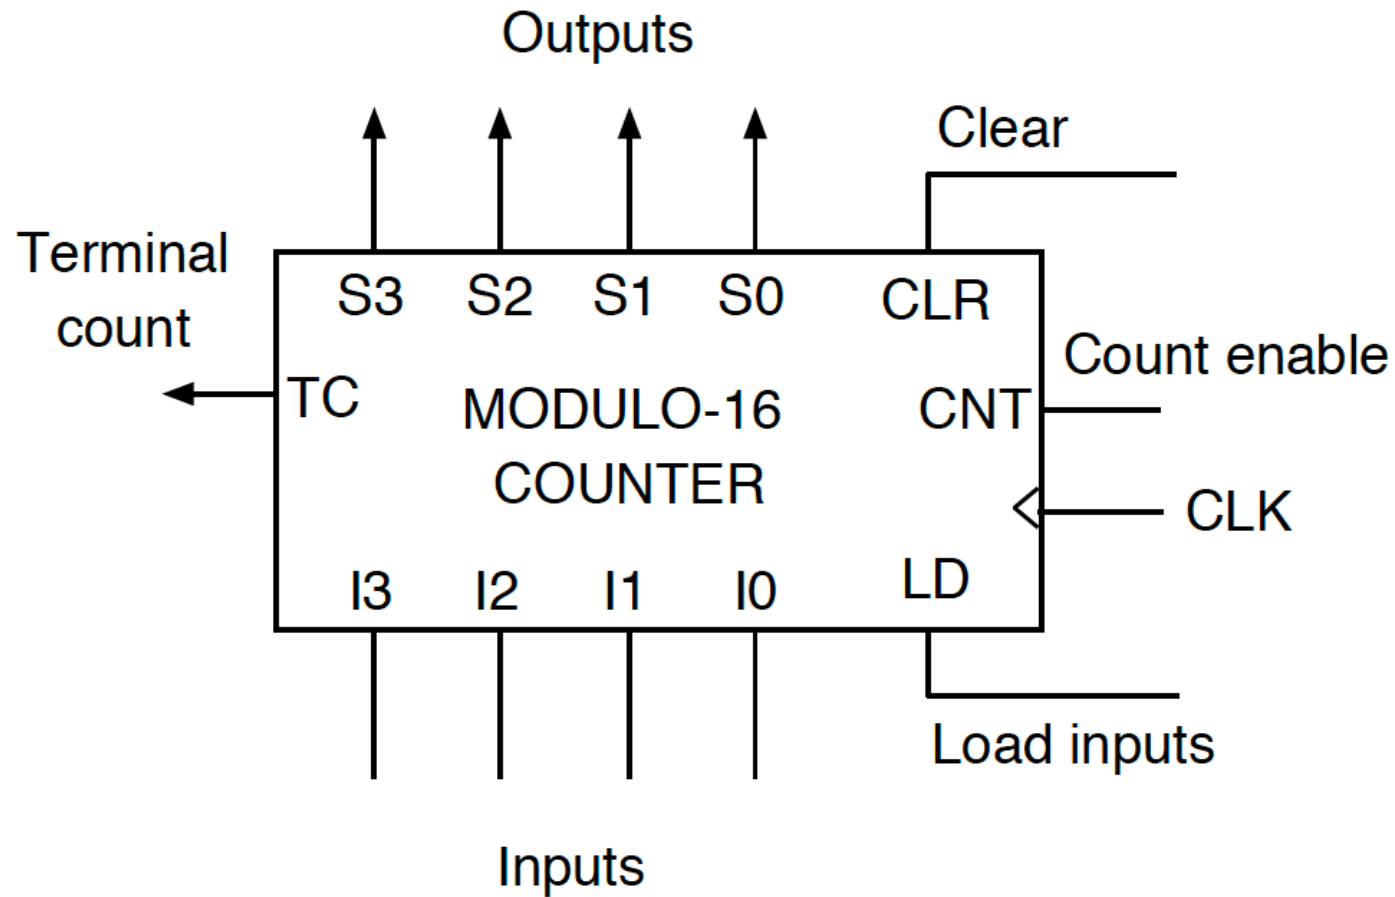 Outputs
Clear
Terminal
count
S3 S2 S1 S0 CLR
Count enable
TC MODULO-16 CNT
COUNTER
CLK
I3 I2 I1 I0 LD
Load inputs
Inputs